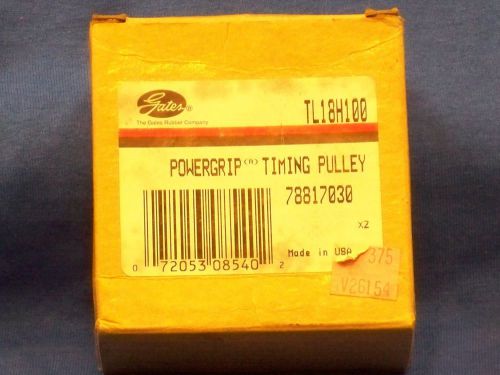 Gates®
The Gates Rubber Company
TL18H100
POWERGRIP(R) TIMING PULLEY
78817030
X2
Made in USA
0 72053 08540 2
375
V26154